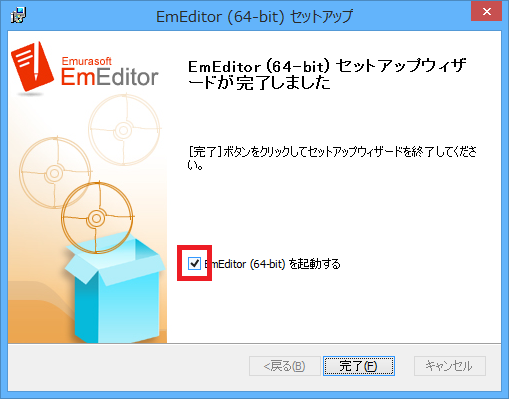 EmEditor (64-bit) セットアップ
Emurasoft
EmEditor
EmEditor (64-bit) セットアップウィザ
ードが完了しました
[完了]ボタンをクリックしてセットアップウィザードを終了してくださ
い。
EmEditor (64-bit) を起動する
<戻る(B)
完了(F)
キャンセル